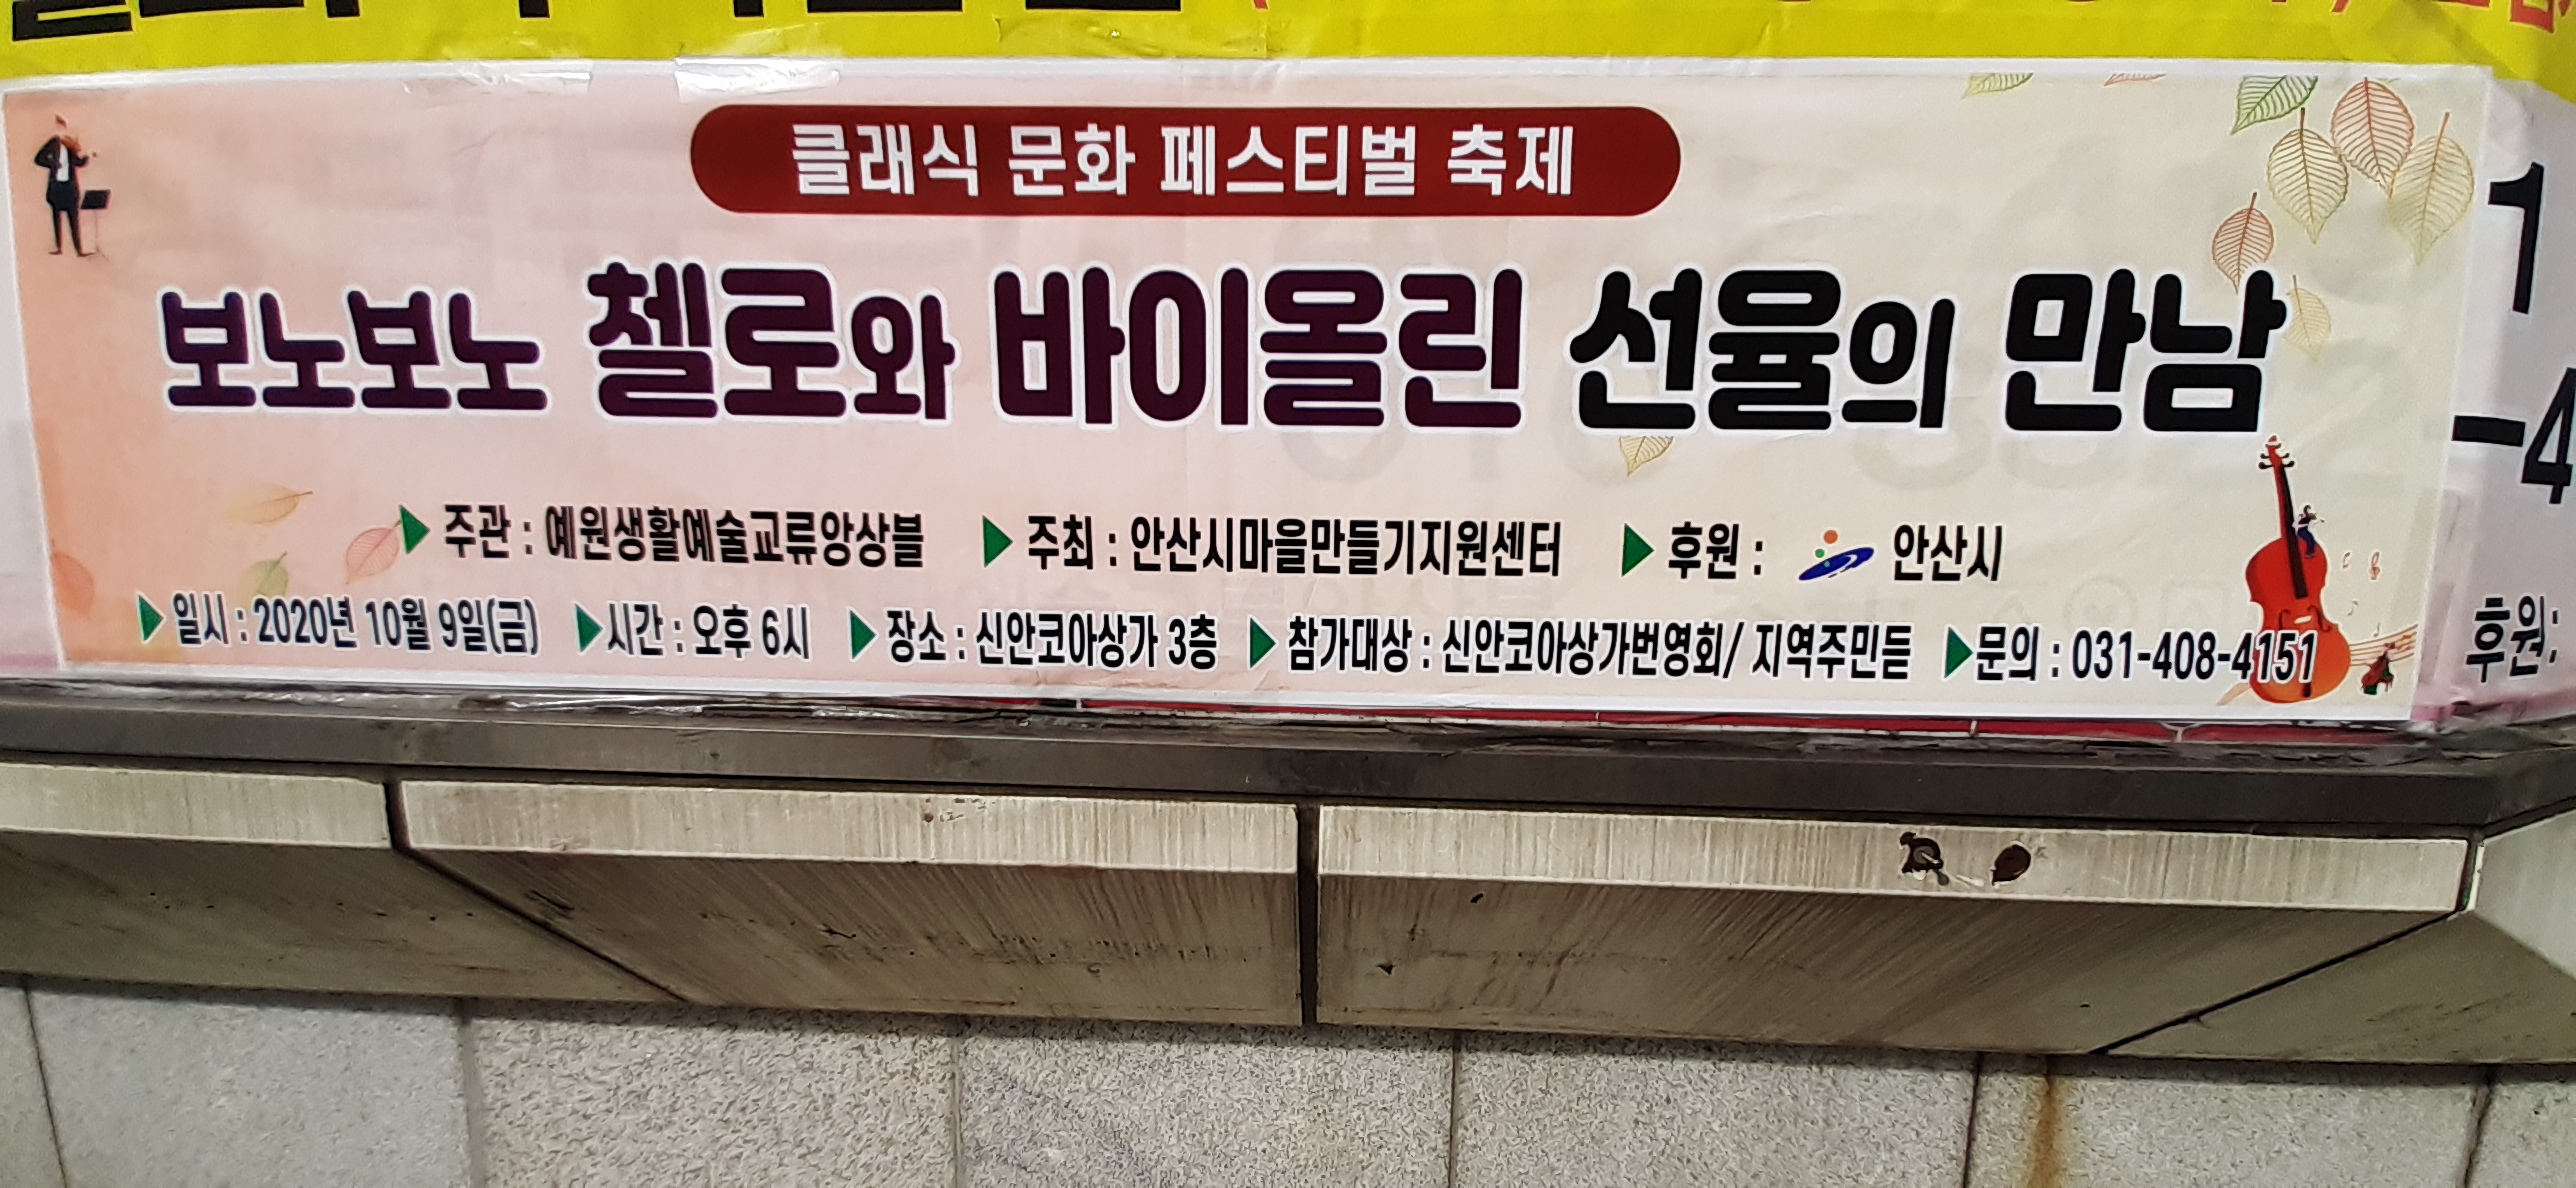 클래식 문화 페스티벌 축제
보노보노 첼로와 바이올린 선율의 만남
▶주관 : 예원생활예술교류앙상블 ▶주최 : 안산시마을만들기지원센터 ▶후원 : 안산시
▶일시 : 2020년 10월 9일(금) ▶시간 : 오후 6시 ▶장소 : 신안코아상가 3층 ▶참가대상 : 신안코아상가번영회/ 지역주민듣 ▶문의 : 031-408-4151
1
-4
후원: